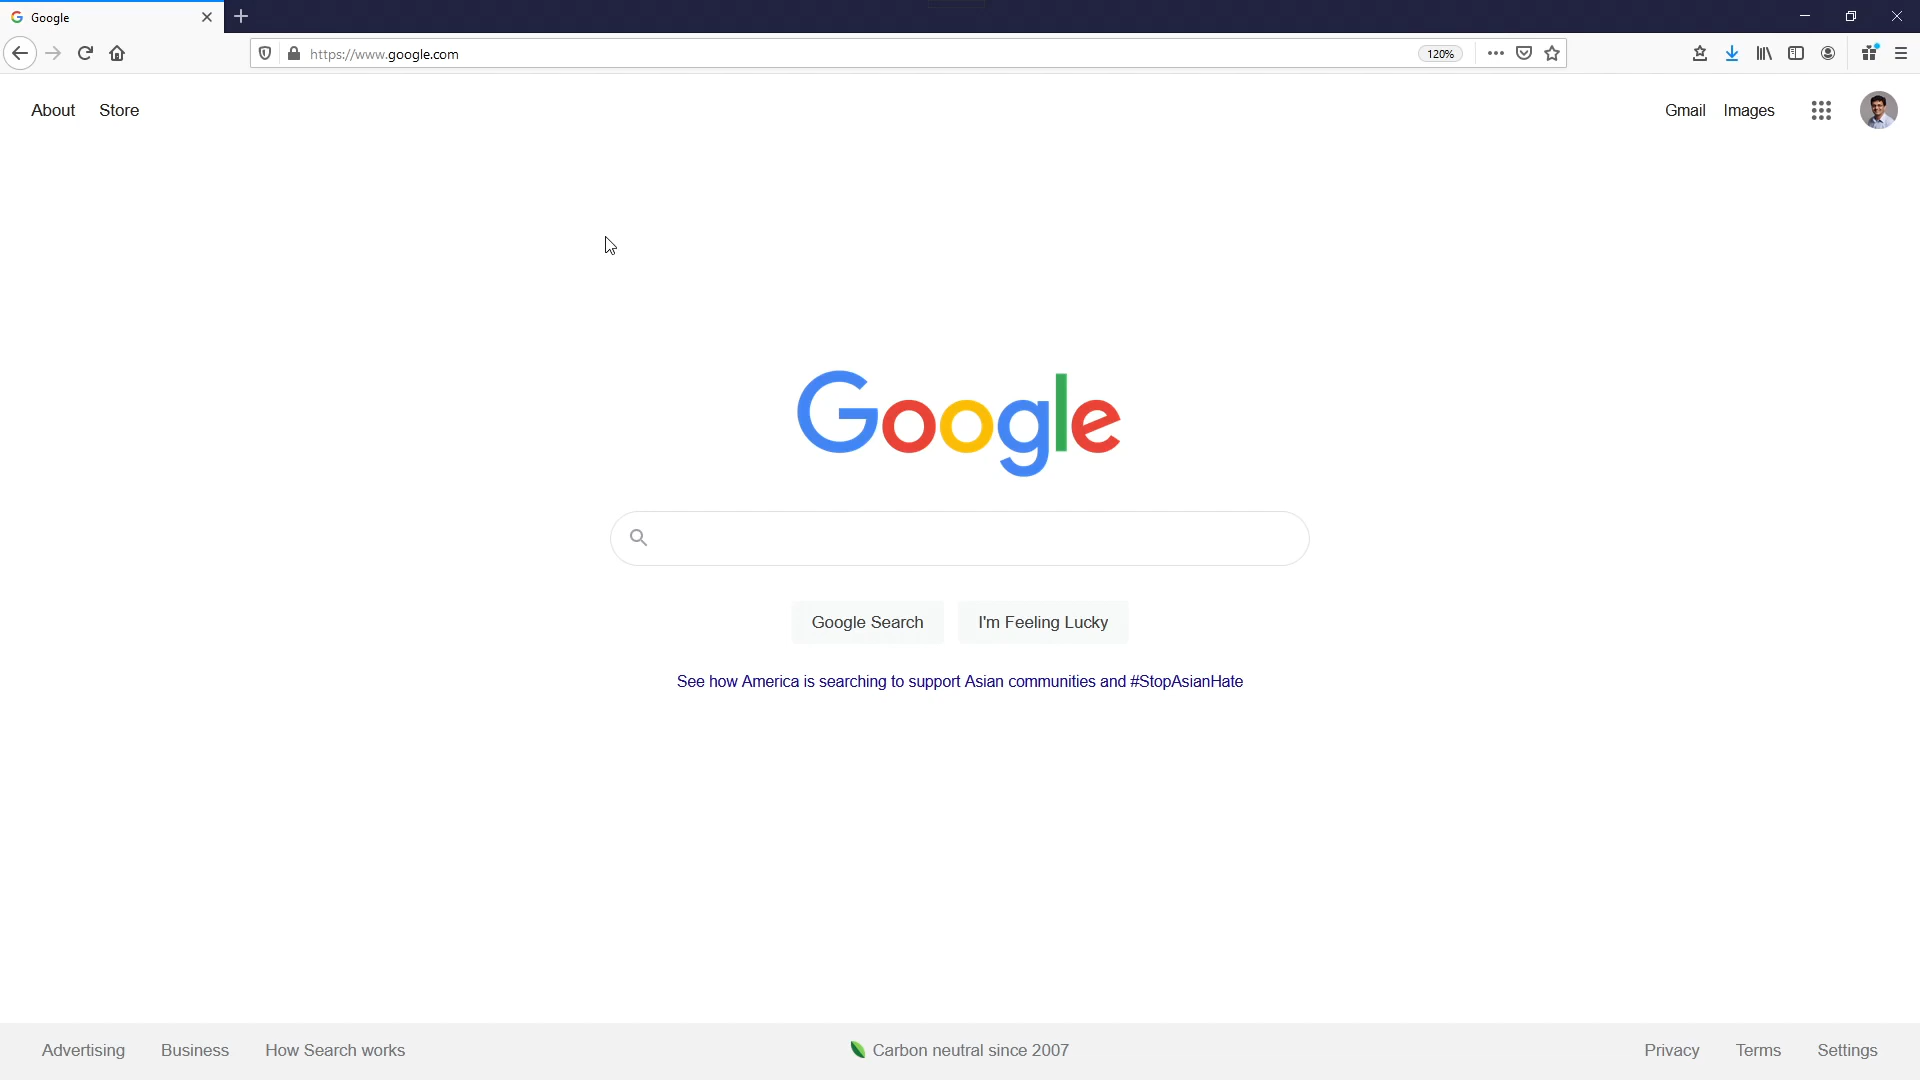 Google
https://www.google.com
120%
About Store
Gmail Images
Google
Google Search
I'm Feeling Lucky
See how America is searching to support Asian communities and #StopAsianHate
Advertising Business How Search works
Carbon neutral since 2007
Privacy Terms Settings